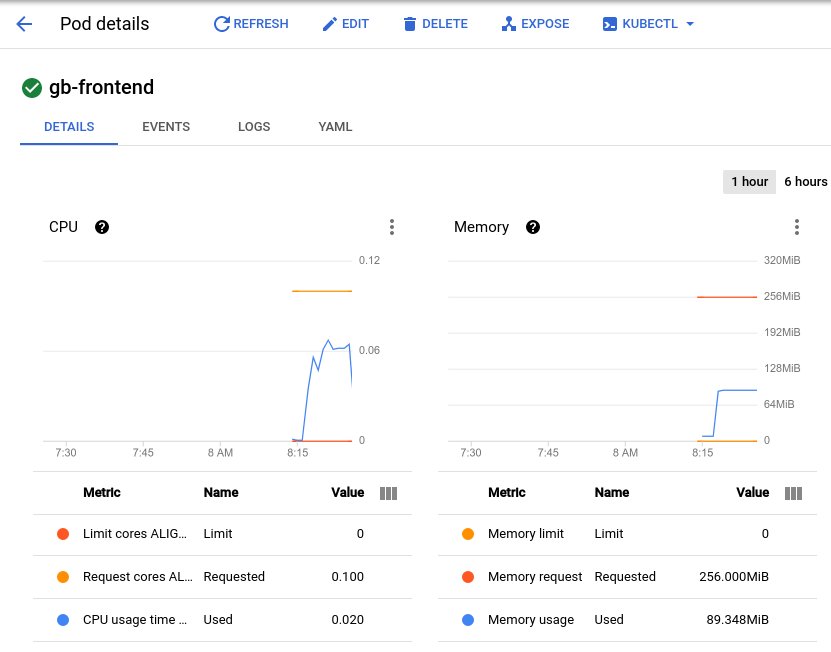 Pod details REFRESH EDIT DELETE EXPOSE KUBECTL
gb-frontend
DETAILS EVENTS LOGS YAML
1 hour 6 hours
CPU ?
0.12
0.06
0
7:30 7:45 8 AM 8:15
Metric Name Value
Limit cores ALIG... Limit 0
Request cores AL... Requested 0.100
CPU usage time ... Used 0.020
Memory ?
320MiB
256MiB
192MiB
128MiB
64MiB
0
7:30 7:45 8 AM 8:15
Metric Name Value
Memory limit Limit 0
Memory request Requested 256.000MiB
Memory usage Used 89.348MiB